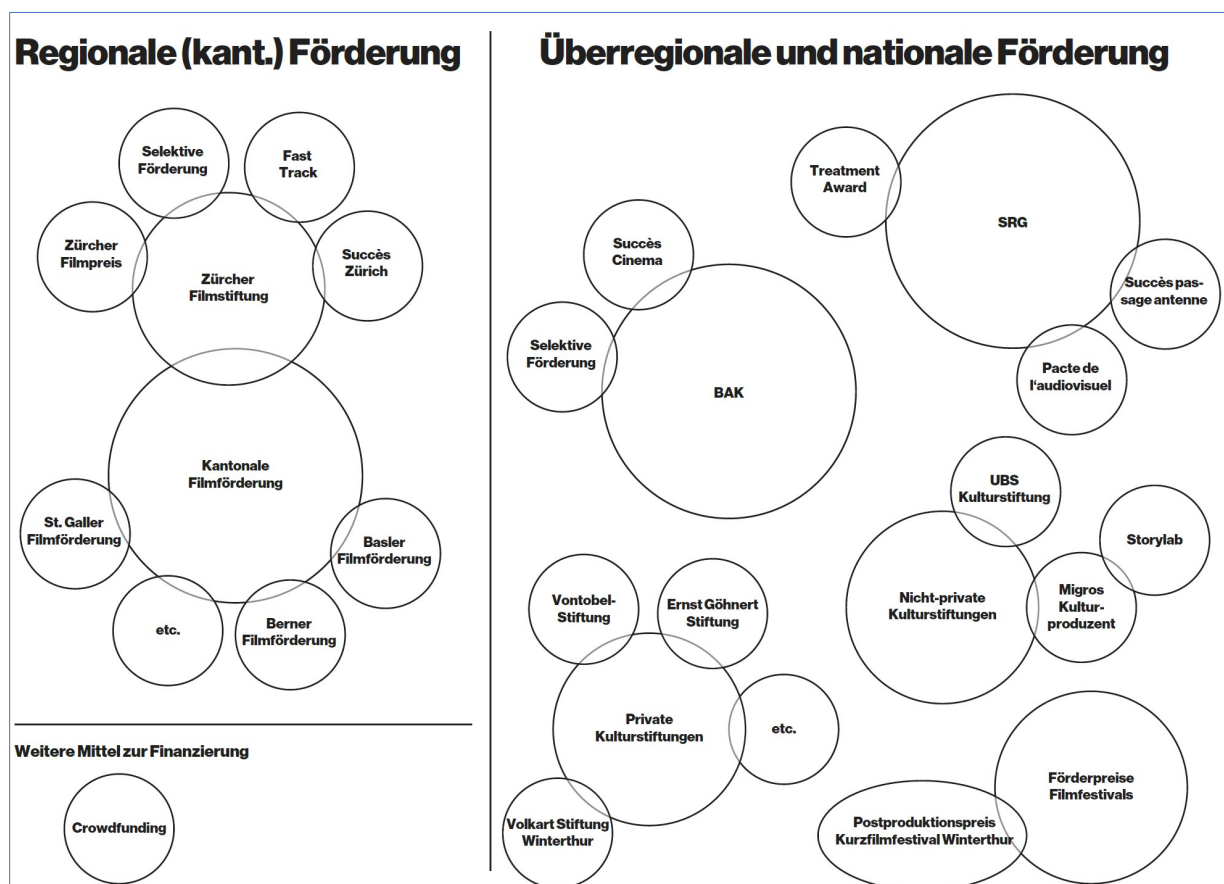 Regionale (kant.) Förderung
Selektive
Förderung
Fast
Track
Zürcher
Filmpreis
Succès
Zürich
Zürcher
Filmstiftung
Kantonale
Filmförderung
St. Galler
Filmförderung
Basler
Filmförderung
etc.
Berner
Filmförderung
Weitere Mittel zur Finanzierung
Crowdfunding
Überregionale und nationale Förderung
Treatment
Award
SRG
Succès
Cinema
Succès pas-
sage antenne
Selektive
Förderung
BAK
Pacte de
l'audiovisuel
UBS
Kulturstiftung
Storylab
Vontobel-
Stiftung
Ernst Göhnert
Stiftung
Nicht-private
Kulturstiftungen
Migros
Kultur-
produzent
Private
Kulturstiftungen
etc.
Förderpreise
Filmfestivals
Volkart Stiftung
Winterthur
Postproduktionspreis
Kurzfilmfestival Winterthur